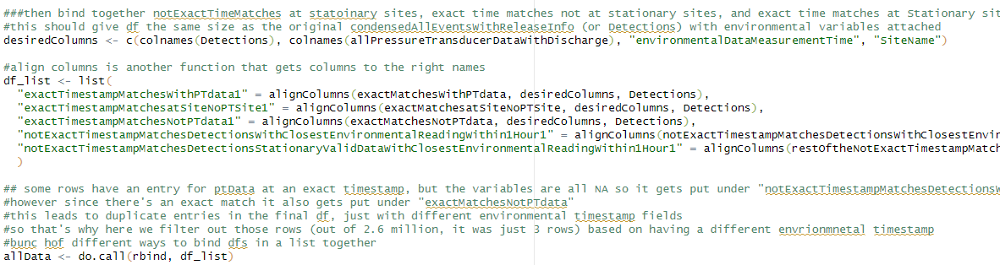 ###then bind together notExactTimeMatches at statoinary sites, exact time matches not at stationary sites, and exact time matches at Stationary sit
#this should give df the same size as the original condensedAllEventsWithReleaseInfo (or Detections) with environmental variables attached
desiredColumns <- c(colnames(Detections), colnames(allPressureTransducerDataWithDischarge), "environmentalDataMeasurementTime", "SiteName")
#align columns is another function that gets columns to the right names
df_list <- list(
"exactTimestampMatchesWithPTdata1" = alignColumns(exactMatchesWithPTdata, desiredColumns, Detections),
"exactTimestampMatchesatSiteNoPTSite1" = alignColumns(exactMatchesatSiteNoPTSite, desiredColumns, Detections),
"exactTimestampMatchesNotPTdata1" = alignColumns(exactMatchesNotPTdata, desiredColumns, Detections),
"notExactTimestampMatchesDetectionsWithClosestEnvironmentalReadingWithin1Hour1" = alignColumns(notExactTimestampMatchesDetectionsWithClosestEnvir
"notExactTimestampMatchesDetectionsStationaryValidDataWithClosestEnvironmentalReadingWithin1Hour1" = alignColumns(restOftheNotExactTimestampMatch
)
## some rows have an entry for ptData at an exact timestamp, but the variables are all NA so it gets put under "notExactTimestampMatchesDetectionsW
#however since there's an exact match it also gets put under "exactMatchesNotPTdata"
#this leads to duplicate entries in the final df, just with different environmental timestamp fields
#so that's why here we filter out those rows (out of 2.6 million, it was just 3 rows) based on having a different envrionmnetal timestamp
#bunc hof different ways to bind dfs in a list together
allData <- do.call(rbind, df_list)